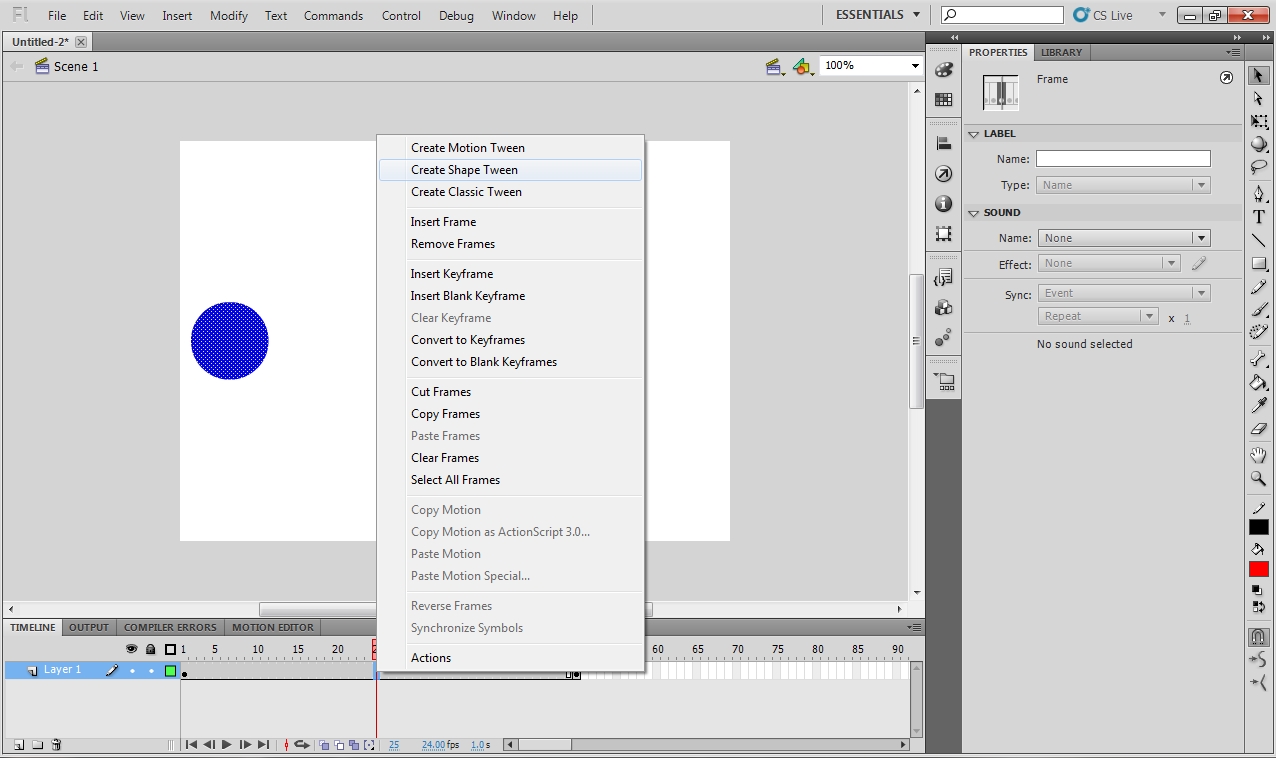 Fl File Edit View Insert Modify Text Commands Control Debug Window Help ESSENTIALS CS Live
Untitled-2*
Scene 1 100%
PROPERTIES LIBRARY
Frame
LABEL
Name:
Type: Name
SOUND
Name: None
Effect: None
Sync: Event
Repeat x 1
No sound selected
Create Motion Tween
Create Shape Tween
Create Classic Tween
Insert Frame
Remove Frames
Insert Keyframe
Insert Blank Keyframe
Clear Keyframe
Convert to Keyframes
Convert to Blank Keyframes
Cut Frames
Copy Frames
Paste Frames
Clear Frames
Select All Frames
Copy Motion
Copy Motion as ActionScript 3.0...
Paste Motion
Paste Motion Special...
Reverse Frames
Synchronize Symbols
Actions
TIMELINE OUTPUT COMPILER ERRORS MOTION EDITOR
1 5 10 15 20 60 65 70 75 80 85 90
Layer 1
25 24.00 fps 1.0 s
T